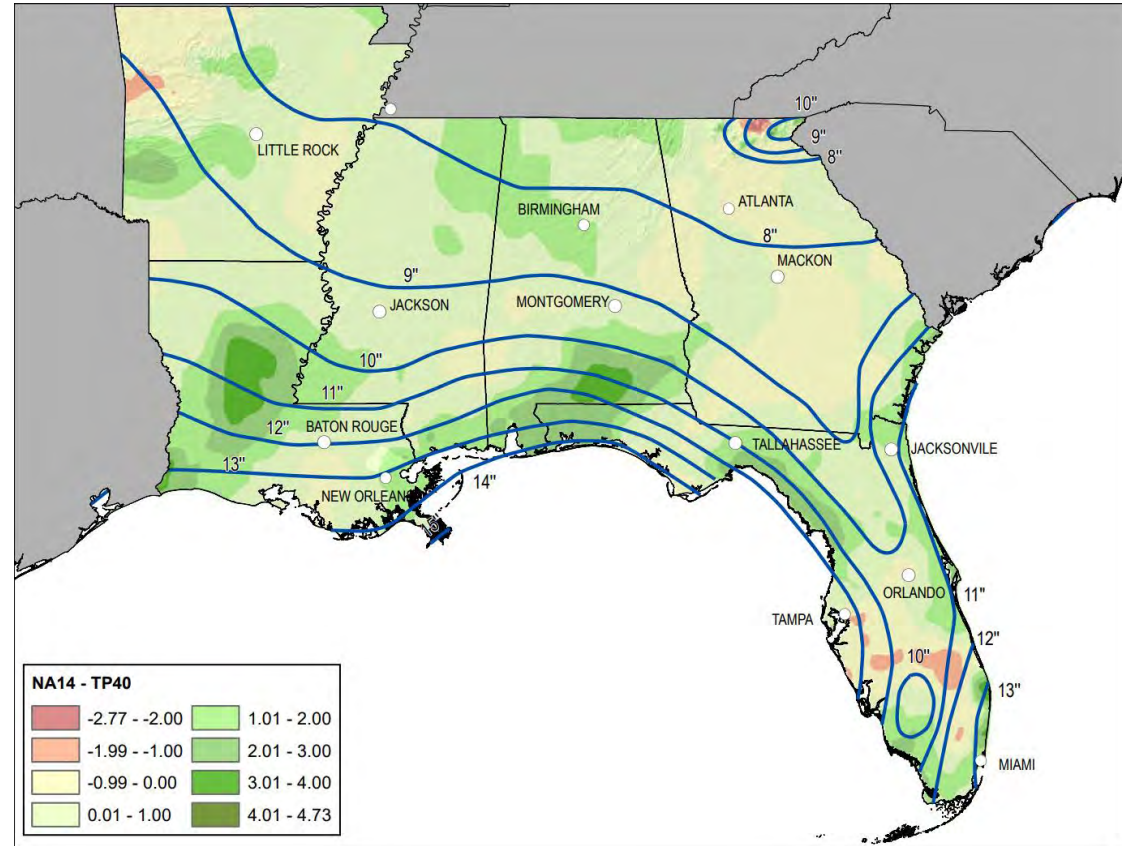 10"
9"
8"
LITTLE ROCK
ATLANTA
BIRMINGHAM
8"
MACKON
9"
JACKSON
MONTGOMERY
10"
11"
12"
BATON ROUGE
TALLAHASSEE
JACKSONVILE
13"
14"
NEW ORLEAN
15"
ORLANDO
11"
TAMPA
12"
10"
13"
MIAMI
NA14 - TP40
-2.77 - -2.00
1.01 - 2.00
-1.99 - -1.00
2.01 - 3.00
-0.99 - 0.00
3.01 - 4.00
0.01 - 1.00
4.01 - 4.73